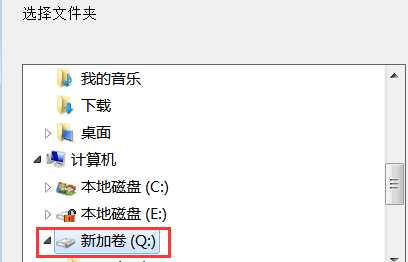 选择文件夹
我的音乐
下载
桌面
计算机
本地磁盘 (C:)
本地磁盘 (E:)
新加卷 (Q:)